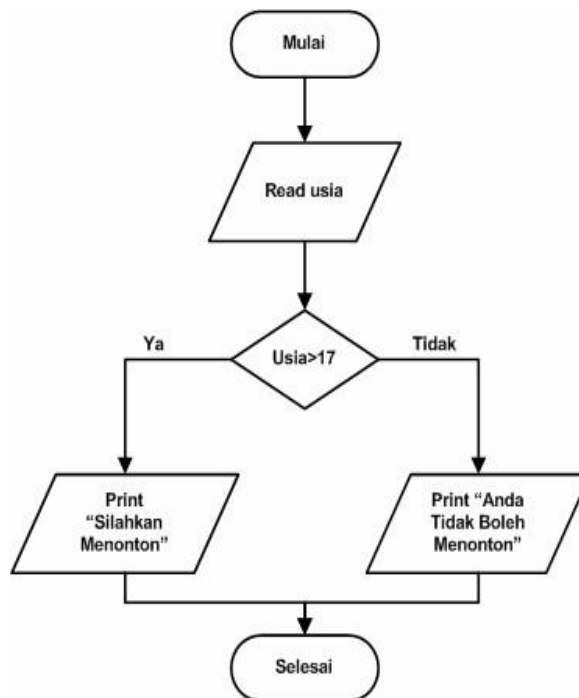 Mulai
Read usia
Usia>17
Ya
Tidak
Print
“Silahkan
Menonton”
Print “Anda
Tidak Boleh
Menonton”
Selesai